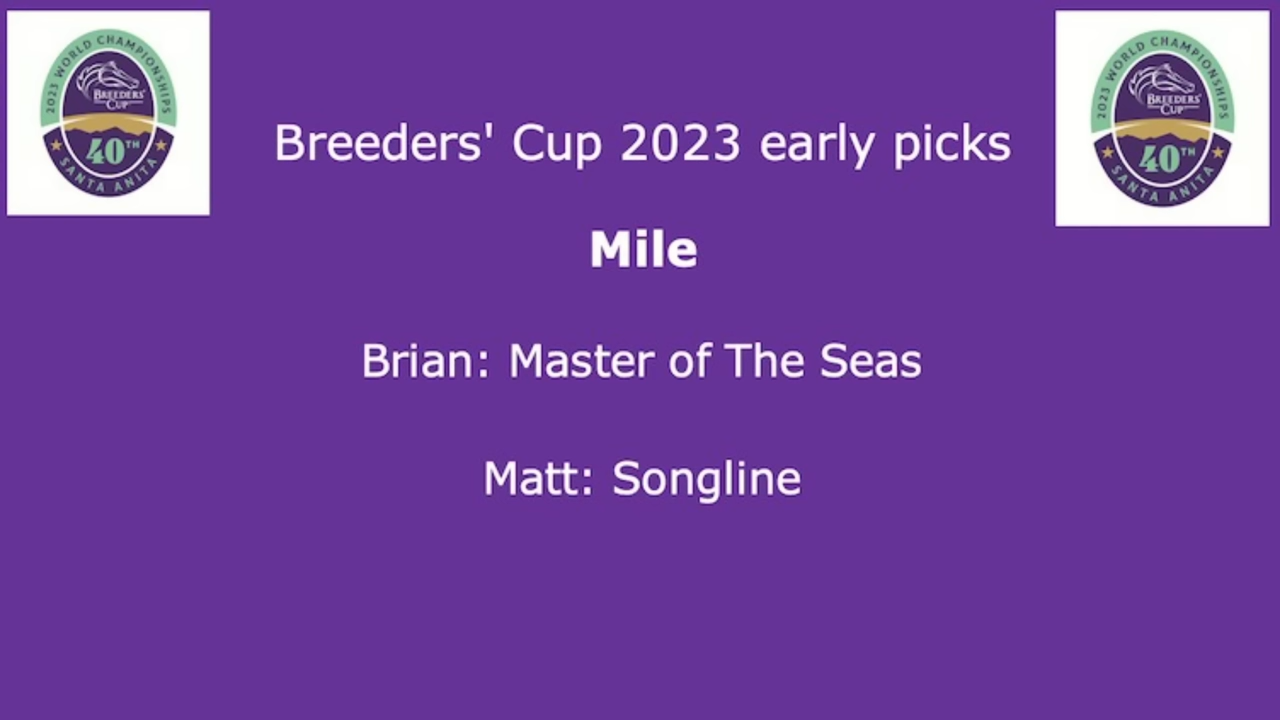 2023 WORLD CHAMPIONSHIPS
BREEDERS'
CUP
40TH
SANTA ANITA
2023 WORLD CHAMPIONSHIPS
BREEDERS'
CUP
40TH
SANTA ANITA
Breeders' Cup 2023 early picks
Mile
Brian: Master of The Seas
Matt: Songline